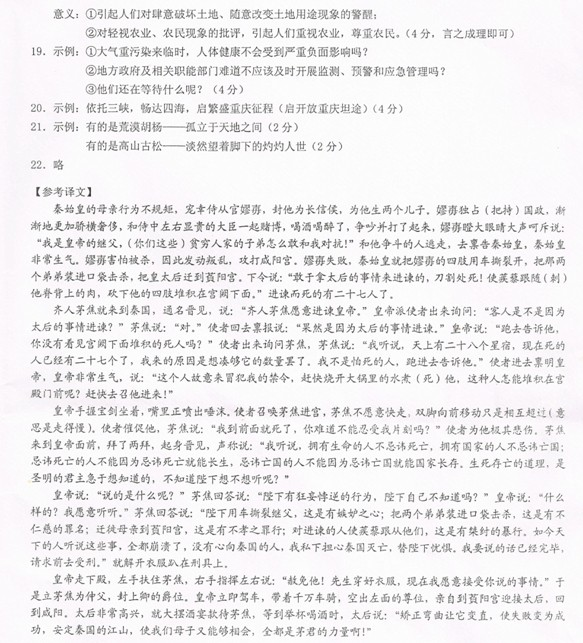 意义：①引起人们对肆意破坏土地、随意改变土地用途现象的警醒；
②对轻视农业、农民现象的批评，引起人们重视农业，尊重农民。（4 分，言之成理即可）
19．示例：①大气重污染来临时，人体健康不会受到严重负面影响吗？
②地方政府及相关职能部门难道不应该及时开展监测、预警和应急管理吗？
③他们还在等待什么呢？（4 分）
20．示例：依托三峡，畅达四海，启繁盛重庆征程（启开放重庆坦途）（4 分）
21．示例：有的是荒漠胡杨——孤立于天地之间（2 分）
有的是高山古松——淡然望着脚下的灼灼人世（2 分）
22．略
【参考译文】
秦始皇的母亲行为不规矩，宠幸侍从官嫪毐，封他为长信侯，为他生两个儿子。嫪毐独占（把持）国政，渐
渐地更加骄横奢侈，和侍中左右显贵的大臣一起赌博，喝酒喝醉了，争吵并打了起来，嫪毐瞪大眼睛大声呵斥说：
“我是皇帝的继父，（你们这些）贫穷人家的子弟怎么敢和我对抗！”和他争斗的人逃走，去禀告秦始皇，秦始皇
非常生气。嫪毐害怕被杀，因此发动叛乱，攻打咸阳宫。嫪毐失败，秦始皇就把嫪毐的四肢用车撕裂开，把那两
个弟弟装进口袋击杀，把皇太后迁到萯阳宫。下令说：“敢于拿太后的事情来进谏的，刀割处死！使蒺藜跟随（刺）
他脊背上的肉，砍下他的四肢堆积在宫阙下面。”进谏而死的有二十七人了。
齐人茅焦就来到秦国，通名晋见，说：“齐人茅焦愿意进谏皇帝。”皇帝派使者出来询问：“客人是不是因为
太后的事情进谏？”茅焦说：“对。”使者回去禀报说：“果然是因为太后的事情进谏。”皇帝说：“跑去告诉他，
你没有看见宫阙下面堆积的死人吗？”使者出来询问茅焦，茅焦说：“我听说，天上有二十八个星宿，现在死的
人已经有二十七个了，我来的原因是想凑够它的数量罢了。我不是怕死的人，跑进去告诉他。”使者进去禀明皇
帝，皇帝非常生气，说：“这个人故意来冒犯我的禁令，赶快烧开大锅里的水煮（死）他，这种人怎能堆积在宫
殿门前呢？赶快去召他进来！”
皇帝手握宝剑坐着，嘴里正喷出唾沫。使者召唤茅焦进宫，茅焦不愿意快走，双脚向前移动只是相互超过（意
思是走得慢）。使者催促他，茅焦说：“我到前面就死了，你难道不能忍受我片刻吗？”使者为他极其悲伤。茅焦
来到皇帝面前，拜了两拜，起身晋见，声称说：“我听说，拥有生命的人不忌讳死亡，拥有国家的人不忌讳亡国；
忌讳死亡的人不能因为忌讳死亡就能长生，忌讳亡国的人不能因为忌讳亡国就能国家长存。生死存亡的道理，是
圣明的君主急于想知道的，不知道陛下想不想听呢？”
皇帝说：“说的是什么呢？”茅焦回答说：“陛下有狂妄悖逆的行为，陛下自己不知道吗？”皇帝说：“什么
样的？我愿意听听。”茅焦回答说：“陛下用车撕裂继父，这是有嫉妒之心；把两个弟弟装进口袋击杀，这是有不
仁慈的罪名；迁徙母亲到萯阳宫，这是有不孝之罪行；对进谏的人使蒺藜跟从他们，这是有桀纣的暴行。如今天
下的人听说这些事，全都崩溃了，没有心向秦国的人，我私下担心秦国灭亡，替陛下忧惧。我要说的话已经完毕，
请求前去受刑。”就解开衣服趴在刑具上。
皇帝走下殿，左手扶住茅焦，右手指挥左右说：“赦免他！先生穿好衣服，现在我愿意接受你说的事情。”于
是立茅焦为仲父，封上卿的爵位。皇帝立即驾车，带着千万车骑，空出左面的尊位，亲自到萯阳宫迎接太后，回
到咸阳。太后非常高兴，就大摆酒宴款待茅焦，等到举杯喝酒时，太后说：“矫正弯曲让它变直，使失败变为成
功，安定秦国的江山，使我们母子又能够相会，全都是茅君的力量啊！”